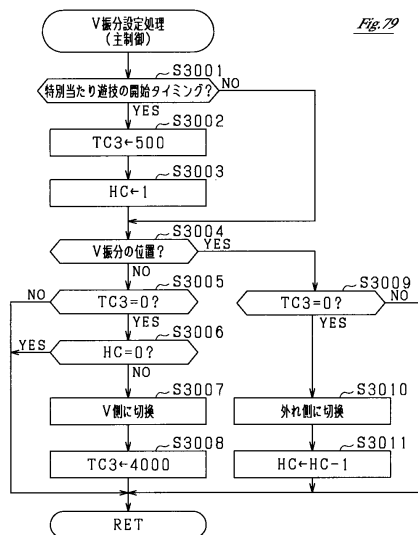 Fig.79
V振分設定処理
(主制御)
S3001
特別当たり遊技の開始タイミング?
NO
YES
S3002
TC3←500
S3003
HC←1
S3004
V振分の位置?
YES
NO
S3005
NO
TC3=0?
YES
S3009
TC3=0?
NO
YES
S3006
YES
HC=0?
NO
S3007
V側に切換
S3010
外れ側に切換
S3008
TC3←4000
S3011
HC←HC-1
RET